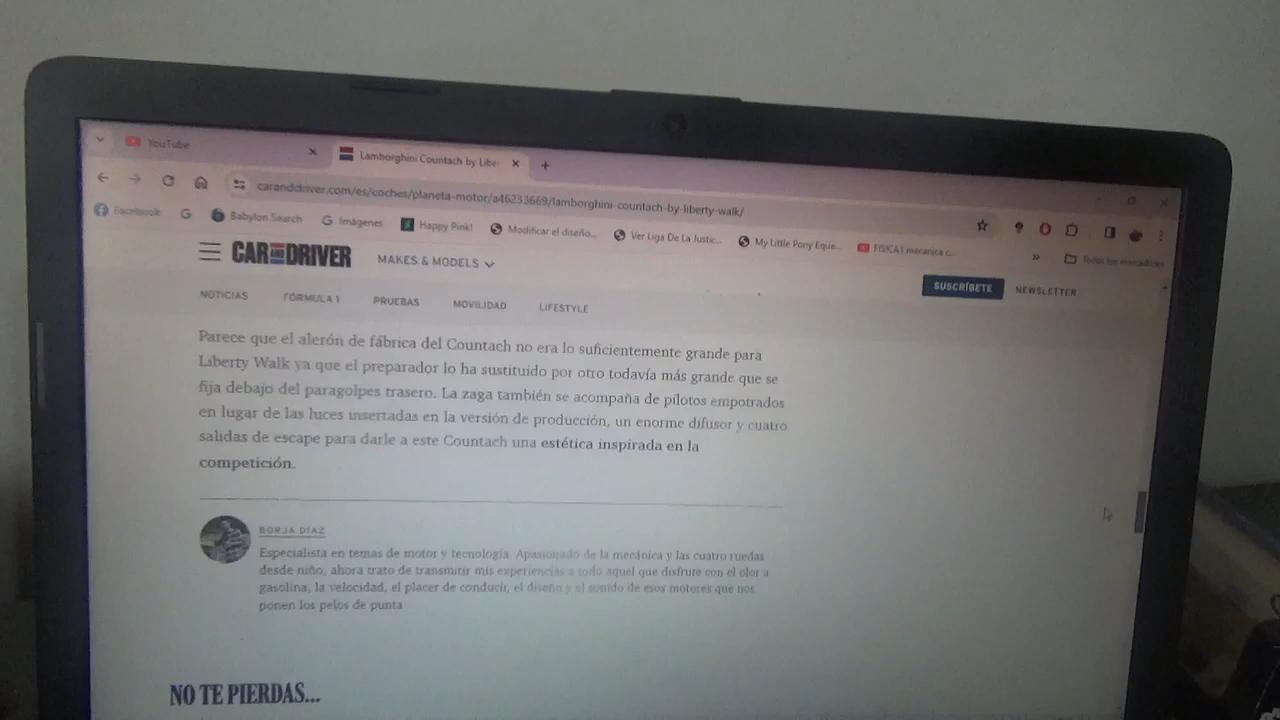 YouTube
Lamborghini Countach by Libe
caranddriver.com/es/coches/planeta-motor/a46233669/lamborghini-countach-by-liberty-walk/
Facebook
Babylon Search
Imágenes
Happy Pink!
Modificar el diseño...
Ver Liga De La Justic...
My Little Pony Eque...
FISICA I mecanica c...
Todos los marcadores
CAR AND DRIVER
MAKES & MODELS
SUSCRÍBETE
NEWSLETTER
NOTICIAS
FÓRMULA 1
PRUEBAS
MOVILIDAD
LIFESTYLE
Parece que el alerón de fábrica del Countach no era lo suficientemente grande para
Liberty Walk ya que el preparador lo ha sustituido por otro todavía más grande que se
fija debajo del paragolpes trasero. La zaga también se acompaña de pilotos empotrados
en lugar de las luces insertadas en la versión de producción, un enorme difusor y cuatro
salidas de escape para darle a este Countach una estética inspirada en la
competición.
BORJA DÍAZ
Especialista en temas de motor y tecnología. Apasionado de la mecánica y las cuatro ruedas
desde niño, ahora trato de transmitir mis experiencias a todo aquel que disfrute con el olor a
gasolina, la velocidad, el placer de conducir, el diseño y el sonido de esos motores que nos
ponen los pelos de punta
NO TE PIERDAS...